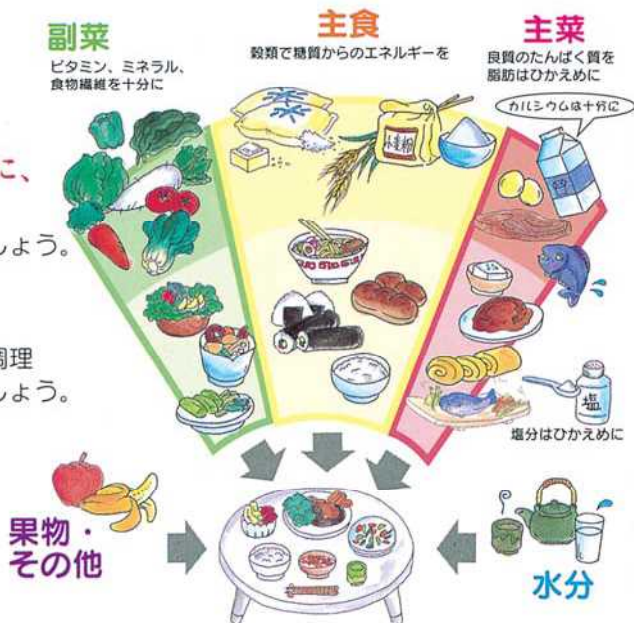 副菜
ビタミン、ミネラル、
食物繊維を十分に
主食
穀類で糖質からのエネルギーを
主菜
良質のたんぱく質を
脂肪はひかえめに
カルシウムは十分に
に、
しょう。
調理
しょう。
小麦粉
塩
塩分はひかえめに
果物・
その他
水分